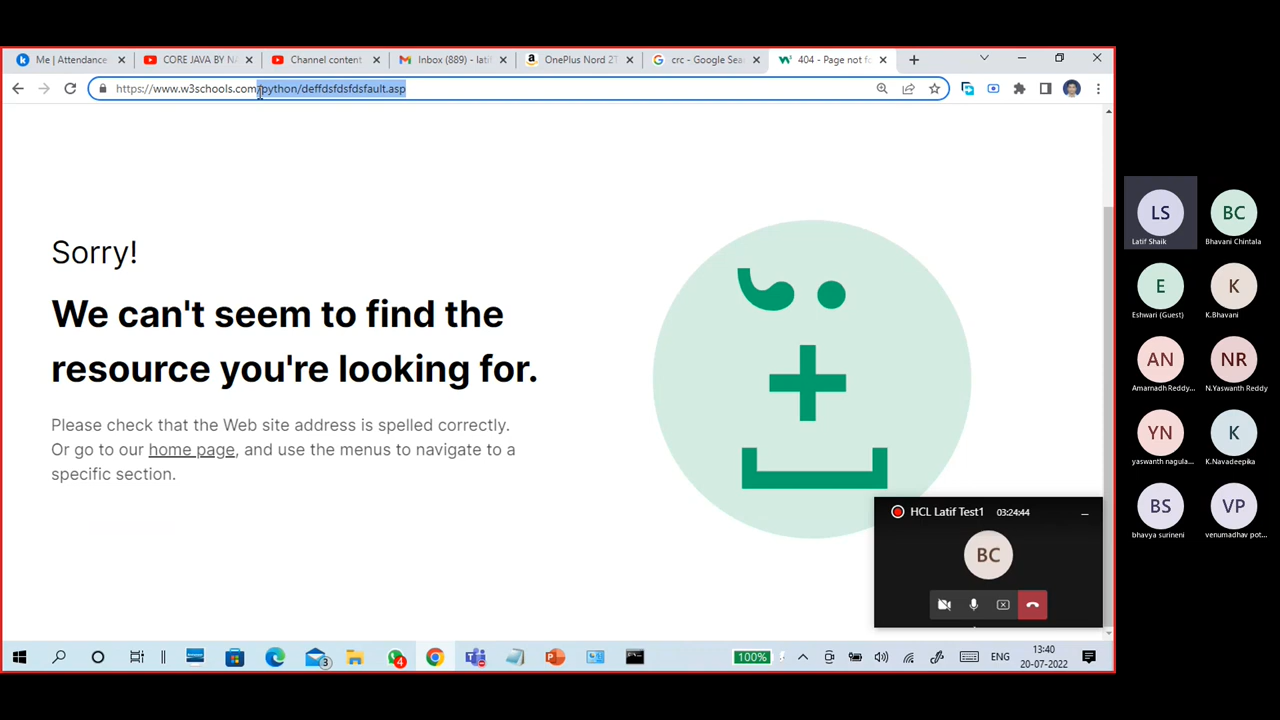 Me | Attendance
CORE JAVA BY NA
Channel content
Inbox (889) - latif
OnePlus Nord 2T
crc - Google Sea
404 - Page not fo
https://www.w3schools.com/python/deffdsfdsfdsfault.asp
Sorry!
We can't seem to find the
resource you're looking for.
Please check that the Web site address is spelled correctly.
Or go to our home page, and use the menus to navigate to a
specific section.
HCL Latif Test1 03:24:44
BC
LS
Latif Shaik
BC
Bhavani Chintala
E
Eshwari (Guest)
K
K.Bhavani
AN
Amarnadh Reddy...
NR
N.Yaswanth Reddy
YN
yaswanth nagula...
K
K.Navadeepika
BS
bhavya surineni
VP
venumadhav pot...
3
4
100%
ENG
13:40
20-07-2022